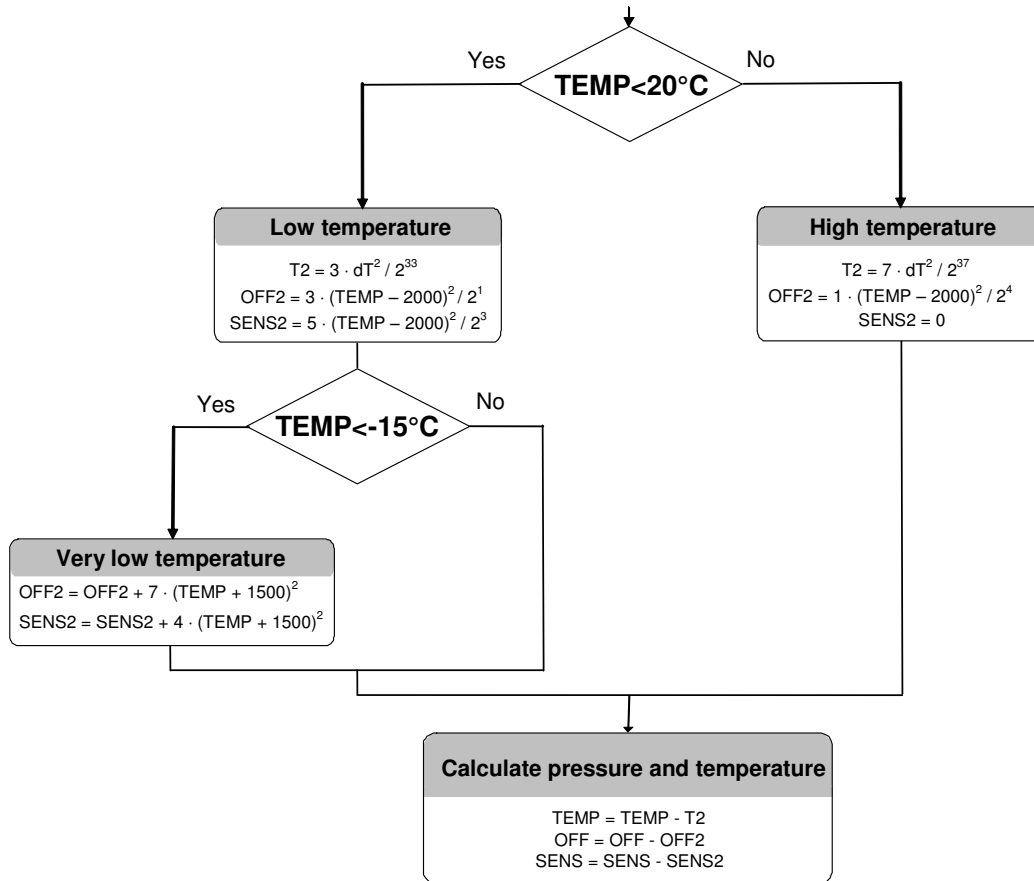 Yes
TEMP<20°C
No
Low temperature
T2 = 3 · dT² / 2³³
OFF2 = 3 · (TEMP – 2000)² / 2¹
SENS2 = 5 · (TEMP – 2000)² / 2³
High temperature
T2 = 7 · dT² / 2³⁷
OFF2 = 1 · (TEMP – 2000)² / 2⁴
SENS2 = 0
Yes
TEMP<-15°C
No
Very low temperature
OFF2 = OFF2 + 7 · (TEMP + 1500)²
SENS2 = SENS2 + 4 · (TEMP + 1500)²
Calculate pressure and temperature
TEMP = TEMP - T2
OFF = OFF - OFF2
SENS = SENS - SENS2